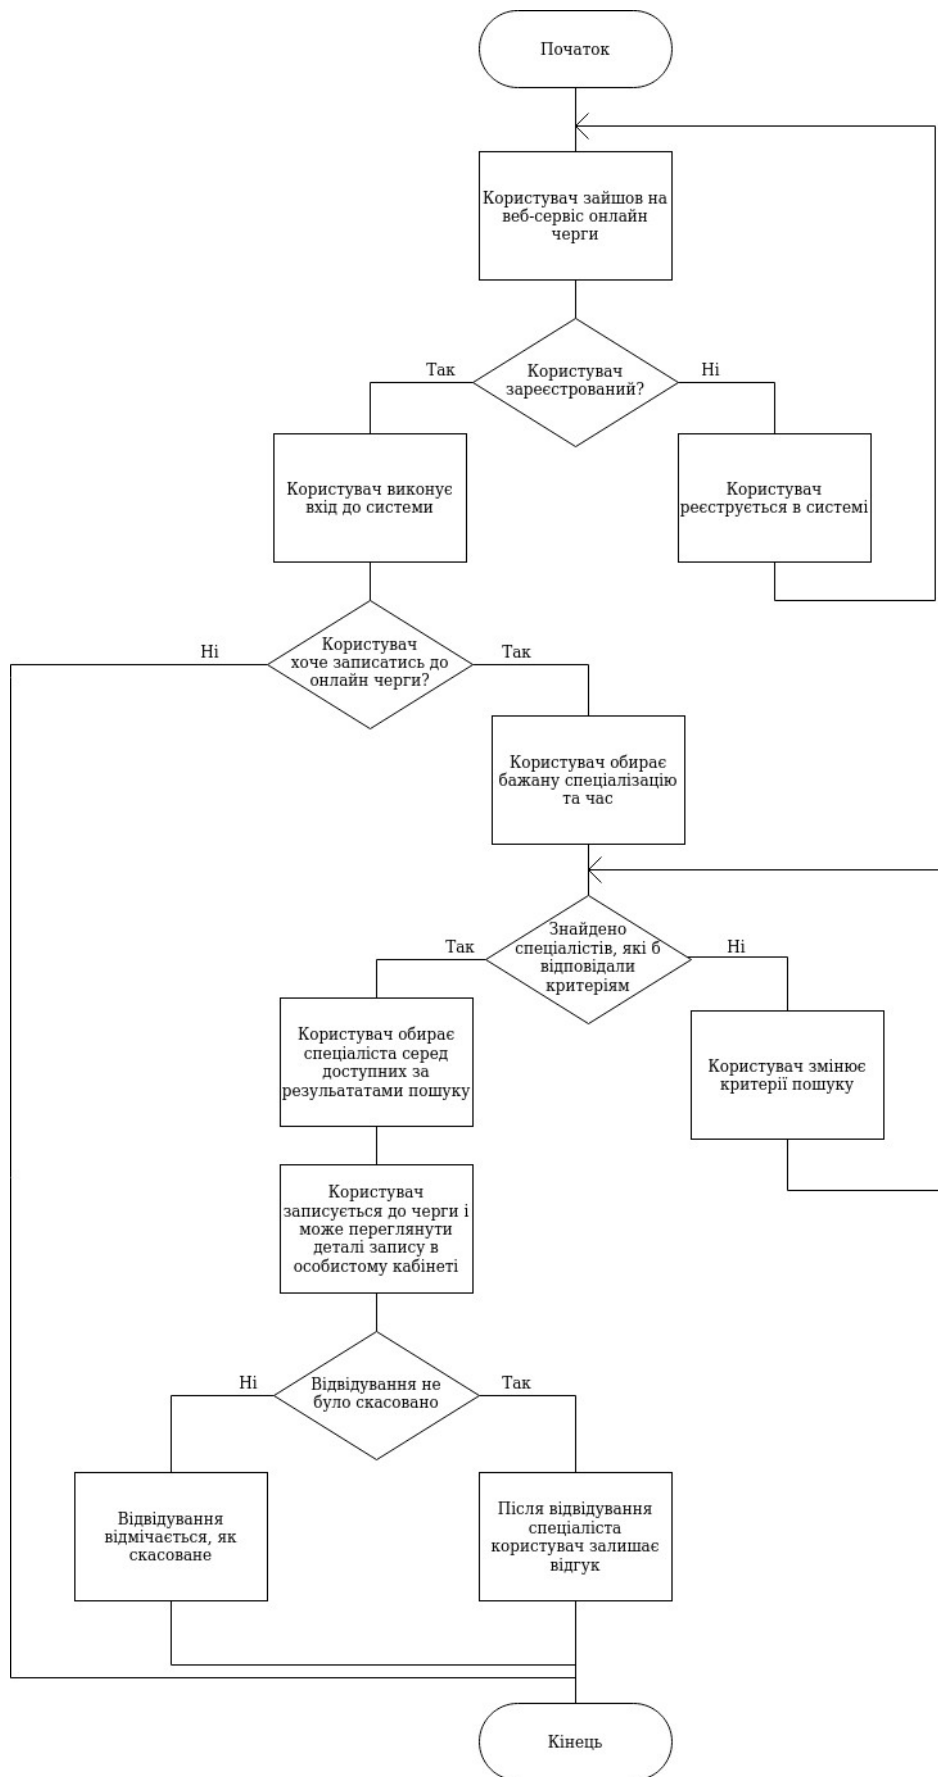 Початок
Користувач зайшов на
веб-сервіс онлайн
черги
Користувач
зареєстрований?
Так
Ні
Користувач виконує
вхід до системи
Користувач
реєструється в системі
Користувач
хоче записатись до
онлайн черги?
Ні
Так
Користувач обирає
бажану спеціалізацію
та час
Знайдено
спеціалістів, які б
відповідали
критеріям
Так
Ні
Користувач обирає
спеціаліста серед
доступних за
резульататами пошуку
Користувач змінює
критерії пошуку
Користувач
записується до черги і
може переглянути
деталі запису в
особистому кабінеті
Відвідування не
було скасовано
Ні
Так
Відвідування
відмічається, як
скасоване
Після відвідування
спеціаліста
користувач залишає
відгук
Кінець